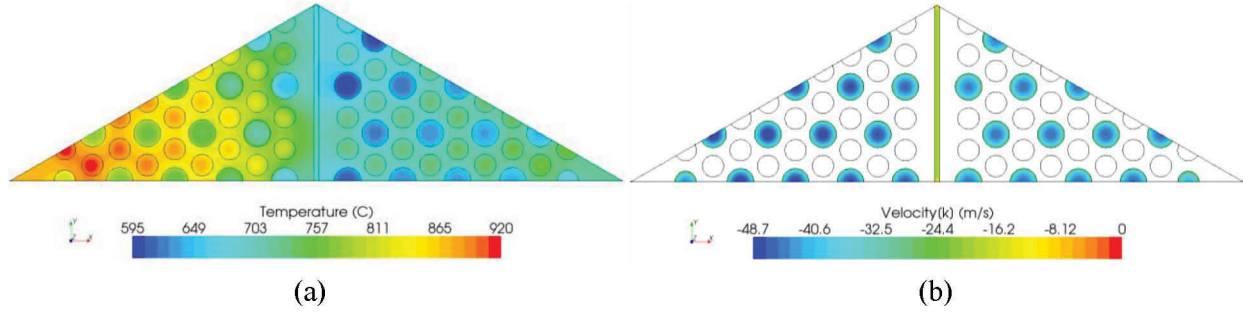 Temperature (C)
595 649 703 757 811 865 920
Y
Z X
(a)
Velocity[k] (m/s)
-48.7 -40.6 -32.5 -24.4 -16.2 -8.12 0
Y
Z X
(b)